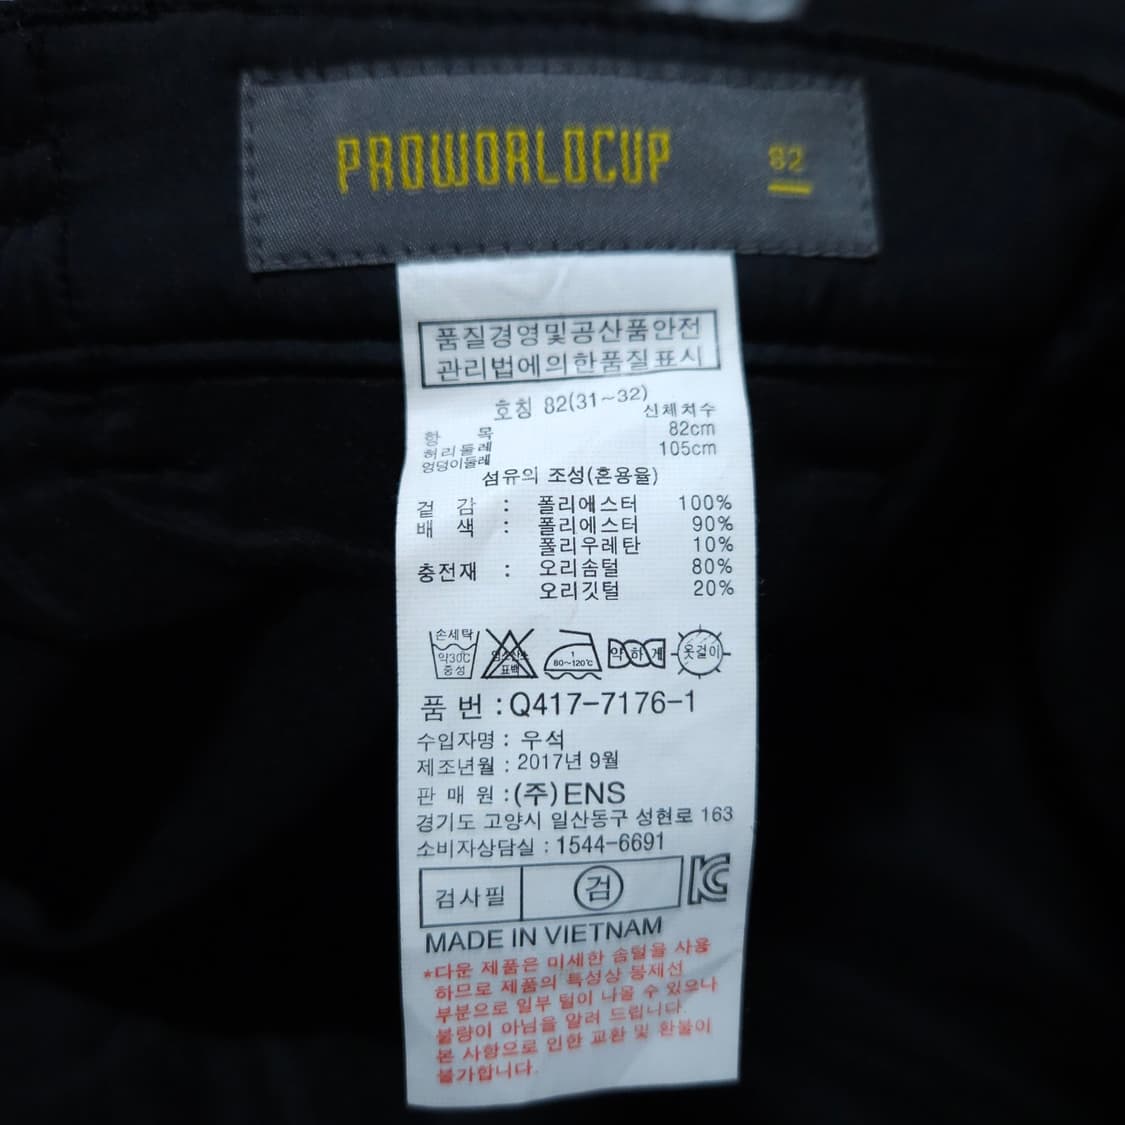 PROWORLDCUP 82
품질경영및공산품안전
관리법에의한품질표시
호칭 82(31~32)
항 목 신체치수
허리둘레 82cm
엉덩이둘레 105cm
섬유의 조성(혼용율)
겉 감 : 폴리에스터 100%
배 색 : 폴리에스터 90%
폴리우레탄 10%
충전재 : 오리솜털 80%
오리깃털 20%
손세탁
약30℃
중성
염소산소
표백
1
80~120℃
약하게
옷걸이
품 번 : Q417-7176-1
수입자명 : 우석
제조년월 : 2017년 9월
판 매 원 : (주)ENS
경기도 고양시 일산동구 성현로 163
소비자상담실 : 1544-6691
검사필 검 KC
MADE IN VIETNAM
*다운 제품은 미세한 솜털을 사용
하므로 제품의 특성상 봉제선
부분으로 일부 털이 나올 수 있으나
불량이 아님을 알려 드립니다.
본 사항으로 인한 교환 및 환불이
불가합니다.